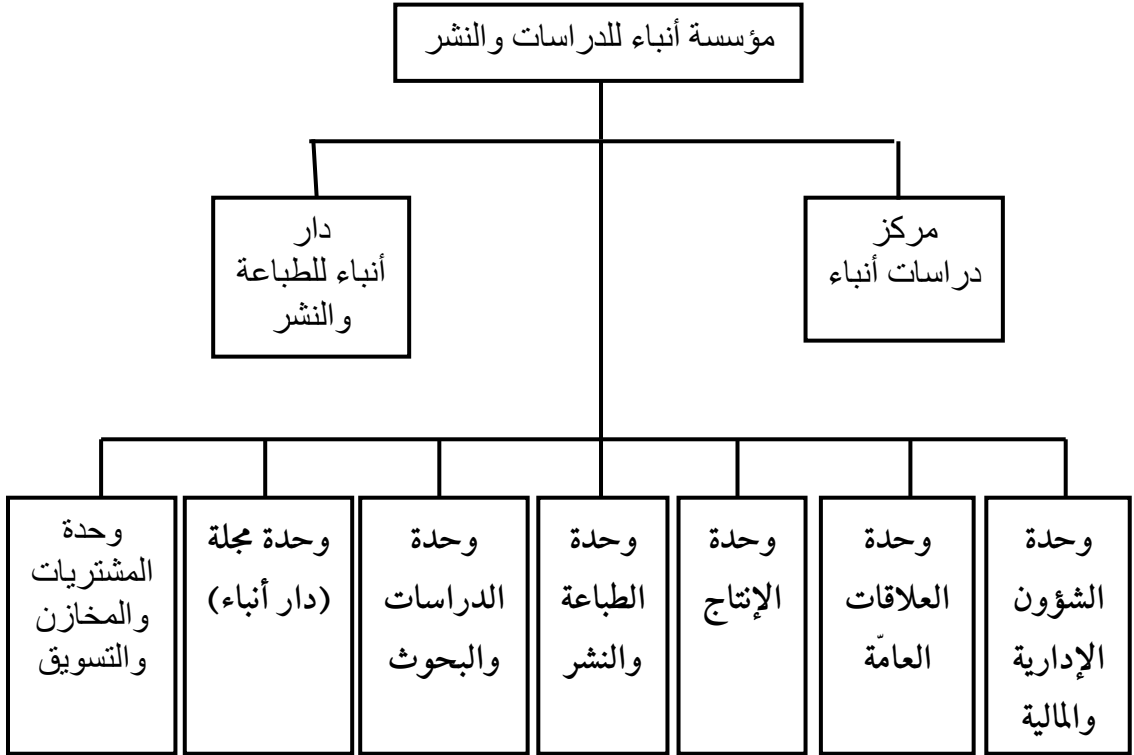 مؤسسة أنباء للدراسات والنشر
مركز
دراسات أنباء
دار
أنباء للطباعة
والنشر
وحدة
الشؤون
الإدارية
والمالية
وحدة
العلاقات
العامّة
وحدة
الإنتاج
وحدة
الطباعة
والنشر
وحدة
الدراسات
والبحوث
وحدة مجلة
(دار أنباء)
وحدة
المشتريات
والمخازن
والتسويق